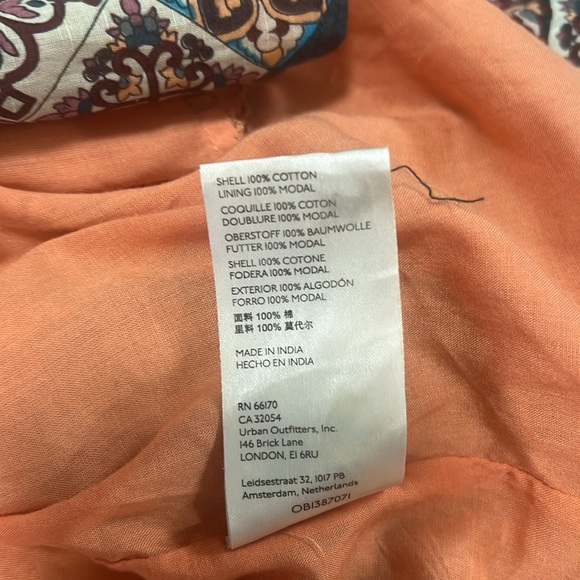 SHELL 100% COTTON
LINING 100% MODAL
COQUILLE 100% COTON
DOUBLURE 100% MODAL
OBERSTOFF 100% BAUMWOLLE
FUTTER 100% MODAL
SHELL 100% COTONE
FODERA 100% MODAL
EXTERIOR 100% ALGODÓN
FORRO 100% MODAL
面料 100% 棉
里料 100% 莫代尔
MADE IN INDIA
HECHO EN INDIA
RN 66170
CA 32054
Urban Outfitters, Inc.
146 Brick Lane
LONDON, E1 6RU
Leidsestraat 32, 1017 PB
Amsterdam, Netherlands
OB1387071